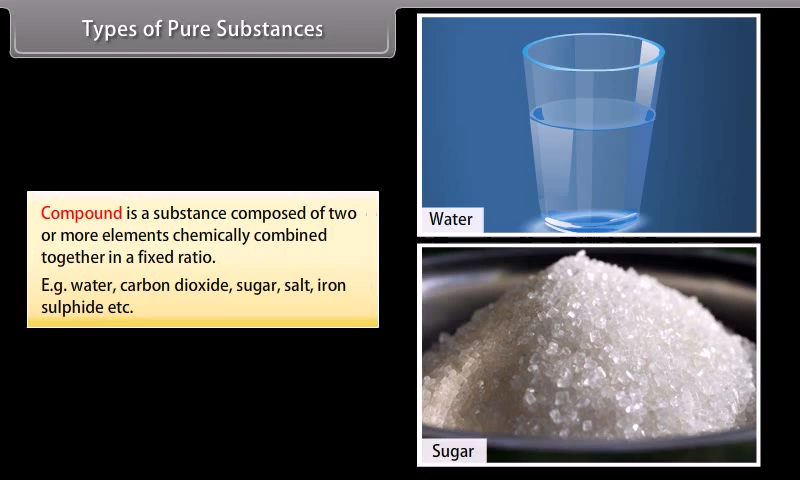 Types of Pure Substances
Compound is a substance composed of two
or more elements chemically combined
together in a fixed ratio.
E.g. water, carbon dioxide, sugar, salt, iron
sulphide etc.
Water
Sugar